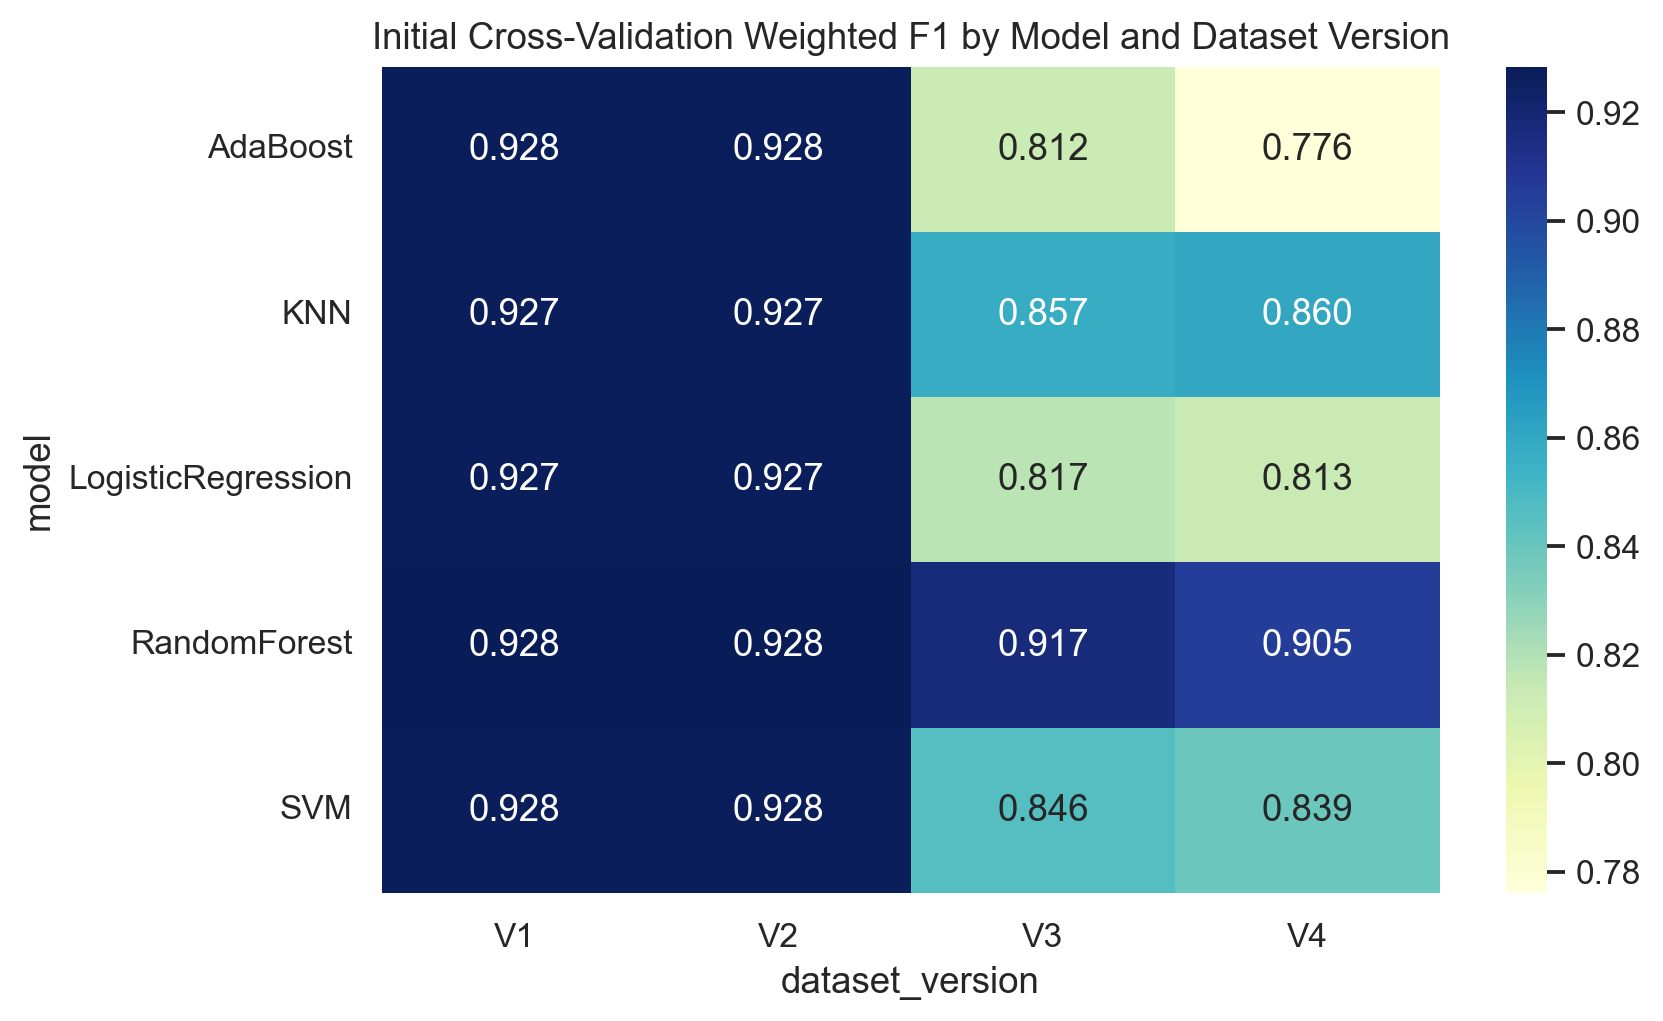 Initial Cross-Validation Weighted F1 by Model and Dataset Version
model
AdaBoost 0.928 0.928 0.812 0.776
KNN 0.927 0.927 0.857 0.860
LogisticRegression 0.927 0.927 0.817 0.813
RandomForest 0.928 0.928 0.917 0.905
SVM 0.928 0.928 0.846 0.839
V1 V2 V3 V4
dataset_version
0.92
0.90
0.88
0.86
0.84
0.82
0.80
0.78